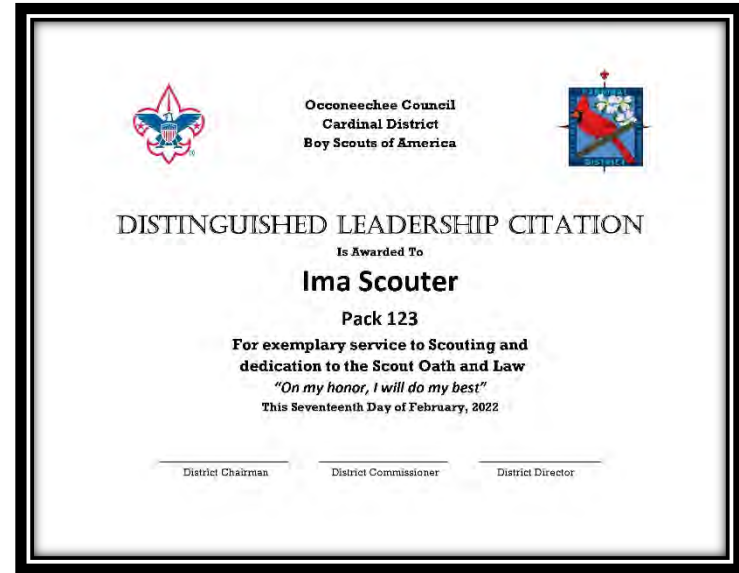 Occoneechee Council
Cardinal District
Boy Scouts of America
CARDINAL
DISTRICT
DISTINGUISHED LEADERSHIP CITATION
Is Awarded To
Ima Scouter
Pack 123
For exemplary service to Scouting and
dedication to the Scout Oath and Law
“On my honor, I will do my best”
This Seventeenth Day of February, 2022
District Chairman
District Commissioner
District Director